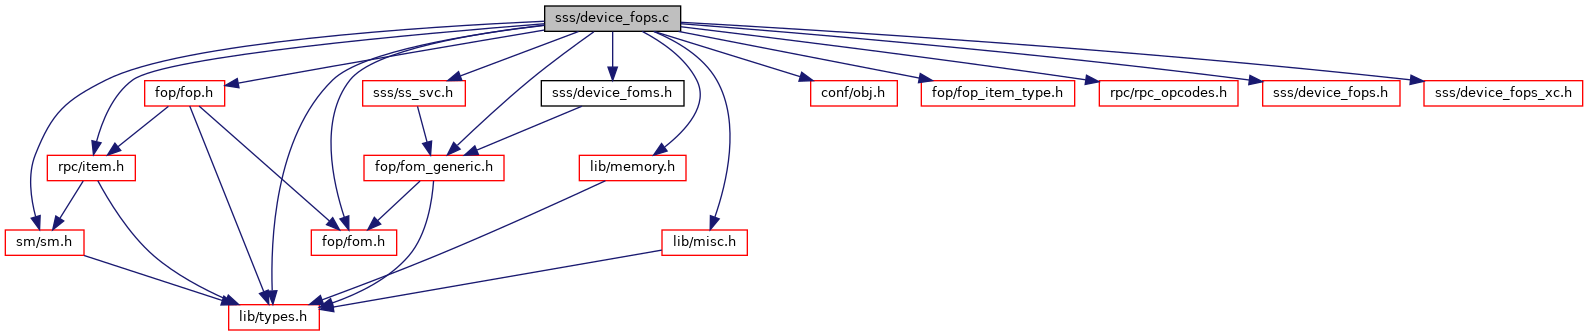 sss/device_fops.c
fop/fop.h
sss/ss_svc.h
sss/device_foms.h
conf/obj.h
fop/fop_item_type.h
rpc/rpc_opcodes.h
sss/device_fops.h
sss/device_fops_xc.h
rpc/item.h
fop/fom_generic.h
lib/memory.h
sm/sm.h
fop/fom.h
lib/misc.h
lib/types.h